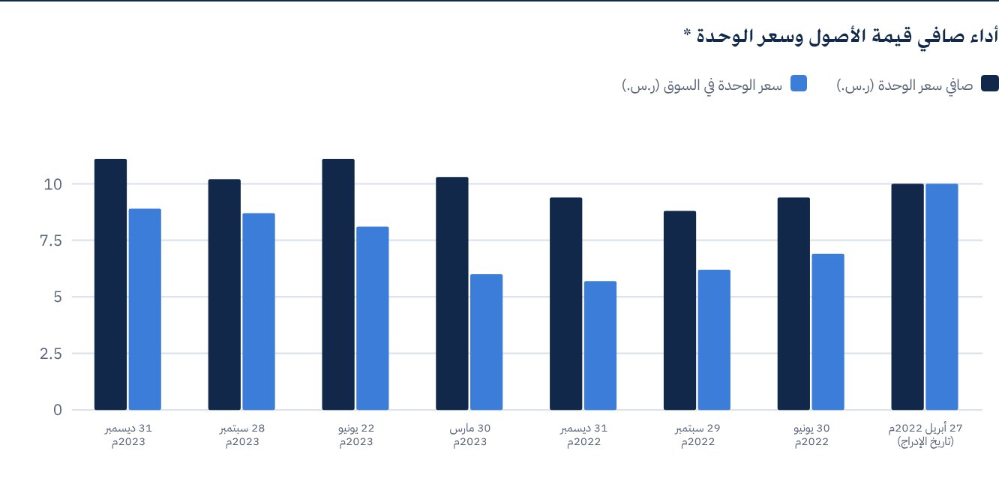 أداء صافي قيمة الأصول وسعر الوحدة *
صافي سعر الوحدة (ر.س.) سعر الوحدة في السوق (ر.س.)
10
7.5
5
2.5
0
27 أبريل 2022م
(تاريخ الإدراج)
30 يونيو
2022م
29 سبتمبر
2022م
31 ديسمبر
2022م
30 مارس
2023م
22 يونيو
2023م
28 سبتمبر
2023م
31 ديسمبر
2023م